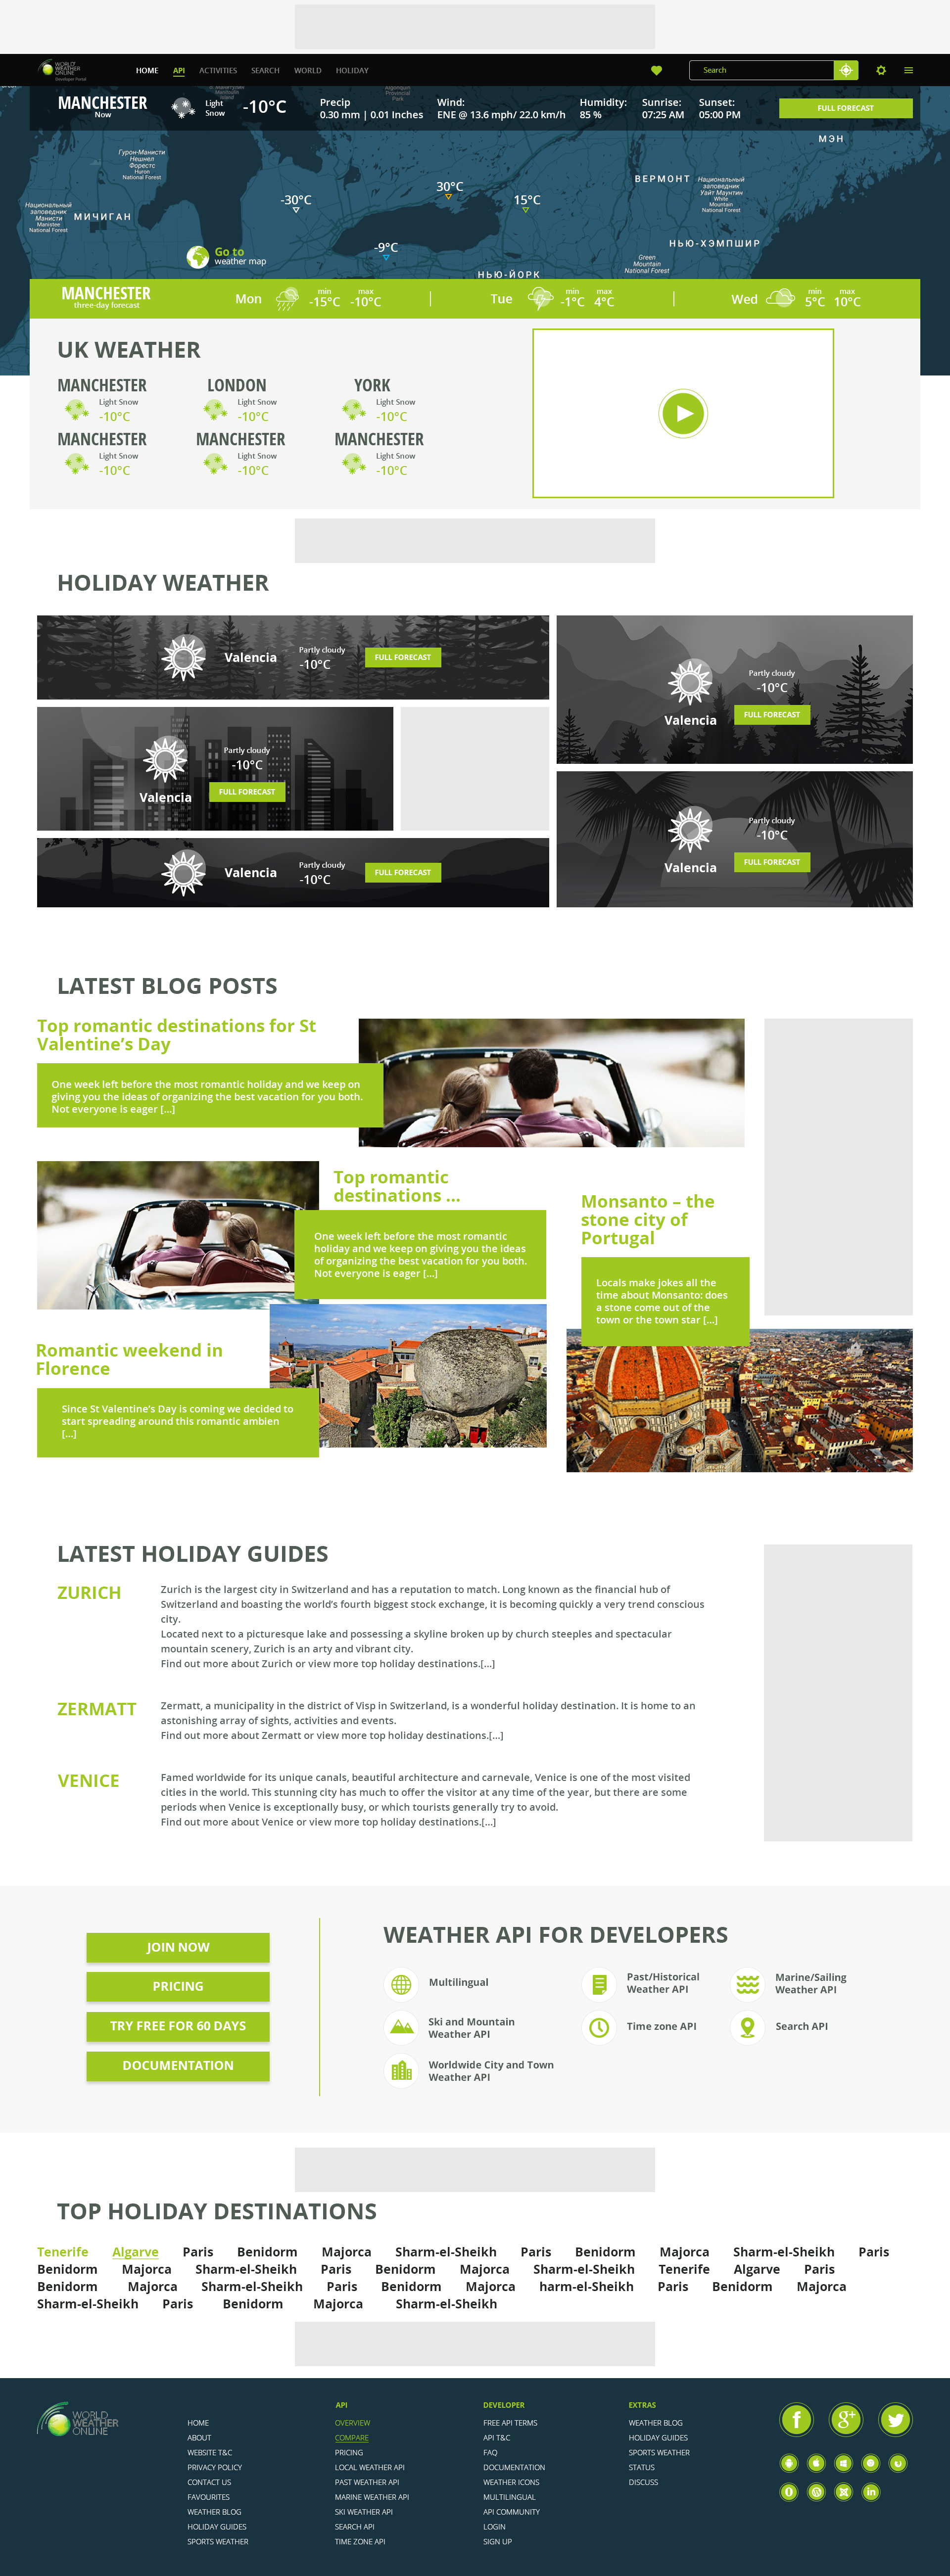 WORLD
WEATHER
ONLINE
Developer Portal
HOME API ACTIVITIES SEARCH WORLD HOLIDAY
Search
MANCHESTER
Now
Light
Snow
-10°C
Precip
0.30 mm | 0.01 Inches
Wind:
ENE @ 13.6 mph/ 22.0 km/h
Humidity:
85 %
Sunrise:
07:25 AM
Sunset:
05:00 PM
FULL FORECAST
Provincial
Park
МЭН
Гурон-Манисти
Нешнел
Форестс
Huron
National Forest
ВЕРМОНТ
Национальный
заповедник
Уайт Маунтин
White
Mountain
National Forest
Национальный
заповедник
Манисти
Manistee
National Forest
МИЧИГАН
-30°C
30°C
15°C
-9°C
НЬЮ-ХЭМПШИР
Green
Mountain
National Forest
НЬЮ-ЙОРК
Go to
weather map
MANCHESTER
three-day forecast
Mon
min
-15°C
max
-10°C
Tue
min
-1°C
max
4°C
Wed
min
5°C
max
10°C
UK WEATHER
MANCHESTER
Light Snow
-10°C
LONDON
Light Snow
-10°C
YORK
Light Snow
-10°C
MANCHESTER
Light Snow
-10°C
MANCHESTER
Light Snow
-10°C
MANCHESTER
Light Snow
-10°C
HOLIDAY WEATHER
Valencia
Partly cloudy
-10°C
FULL FORECAST
Partly cloudy
-10°C
Valencia
FULL FORECAST
Partly cloudy
-10°C
Valencia
FULL FORECAST
Partly cloudy
-10°C
Valencia
FULL FORECAST
Valencia
Partly cloudy
-10°C
FULL FORECAST
LATEST BLOG POSTS
Top romantic destinations for St
Valentine’s Day
One week left before the most romantic holiday and we keep on
giving you the ideas of organizing the best vacation for you both.
Not everyone is eager [...]
Top romantic
destinations ...
One week left before the most romantic
holiday and we keep on giving you the ideas
of organizing the best vacation for you both.
Not everyone is eager [...]
Monsanto – the
stone city of
Portugal
Locals make jokes all the
time about Monsanto: does
a stone come out of the
town or the town star [...]
Romantic weekend in
Florence
Since St Valentine’s Day is coming we decided to
start spreading around this romantic ambien
[...]
LATEST HOLIDAY GUIDES
ZURICH
Zurich is the largest city in Switzerland and has a reputation to match. Long known as the financial hub of
Switzerland and boasting the world’s fourth biggest stock exchange, it is becoming quickly a very trend conscious
city.
Located next to a picturesque lake and possessing a skyline broken up by church steeples and spectacular
mountain scenery, Zurich is an arty and vibrant city.
Find out more about Zurich or view more top holiday destinations.[...]
ZERMATT
Zermatt, a municipality in the district of Visp in Switzerland, is a wonderful holiday destination. It is home to an
astonishing array of sights, activities and events.
Find out more about Zermatt or view more top holiday destinations.[...]
VENICE
Famed worldwide for its unique canals, beautiful architecture and carnevale, Venice is one of the most visited
cities in the world. This stunning city has much to offer the visitor at any time of the year, but there are some
periods when Venice is exceptionally busy, or which tourists generally try to avoid.
Find out more about Venice or view more top holiday destinations.[...]
JOIN NOW
PRICING
TRY FREE FOR 60 DAYS
DOCUMENTATION
WEATHER API FOR DEVELOPERS
Multilingual
Past/Historical
Weather API
Marine/Sailing
Weather API
Ski and Mountain
Weather API
Time zone API
Search API
Worldwide City and Town
Weather API
TOP HOLIDAY DESTINATIONS
Tenerife Algarve Paris Benidorm Majorca Sharm-el-Sheikh Paris Benidorm Majorca Sharm-el-Sheikh Paris
Benidorm Majorca Sharm-el-Sheikh Paris Benidorm Majorca Sharm-el-Sheikh Tenerife Algarve Paris
Benidorm Majorca Sharm-el-Sheikh Paris Benidorm Majorca harm-el-Sheikh Paris Benidorm Majorca
Sharm-el-Sheikh Paris Benidorm Majorca Sharm-el-Sheikh
WORLD
WEATHER
ONLINE
HOME
ABOUT
WEBSITE T&C
PRIVACY POLICY
CONTACT US
FAVOURITES
WEATHER BLOG
HOLIDAY GUIDES
SPORTS WEATHER
API
OVERVIEW
COMPARE
PRICING
LOCAL WEATHER API
PAST WEATHER API
MARINE WEATHER API
SKI WEATHER API
SEARCH API
TIME ZONE API
DEVELOPER
FREE API TERMS
API T&C
FAQ
DOCUMENTATION
WEATHER ICONS
MULTILINGUAL
API COMMUNITY
LOGIN
SIGN UP
EXTRAS
WEATHER BLOG
HOLIDAY GUIDES
SPORTS WEATHER
STATUS
DISCUSS